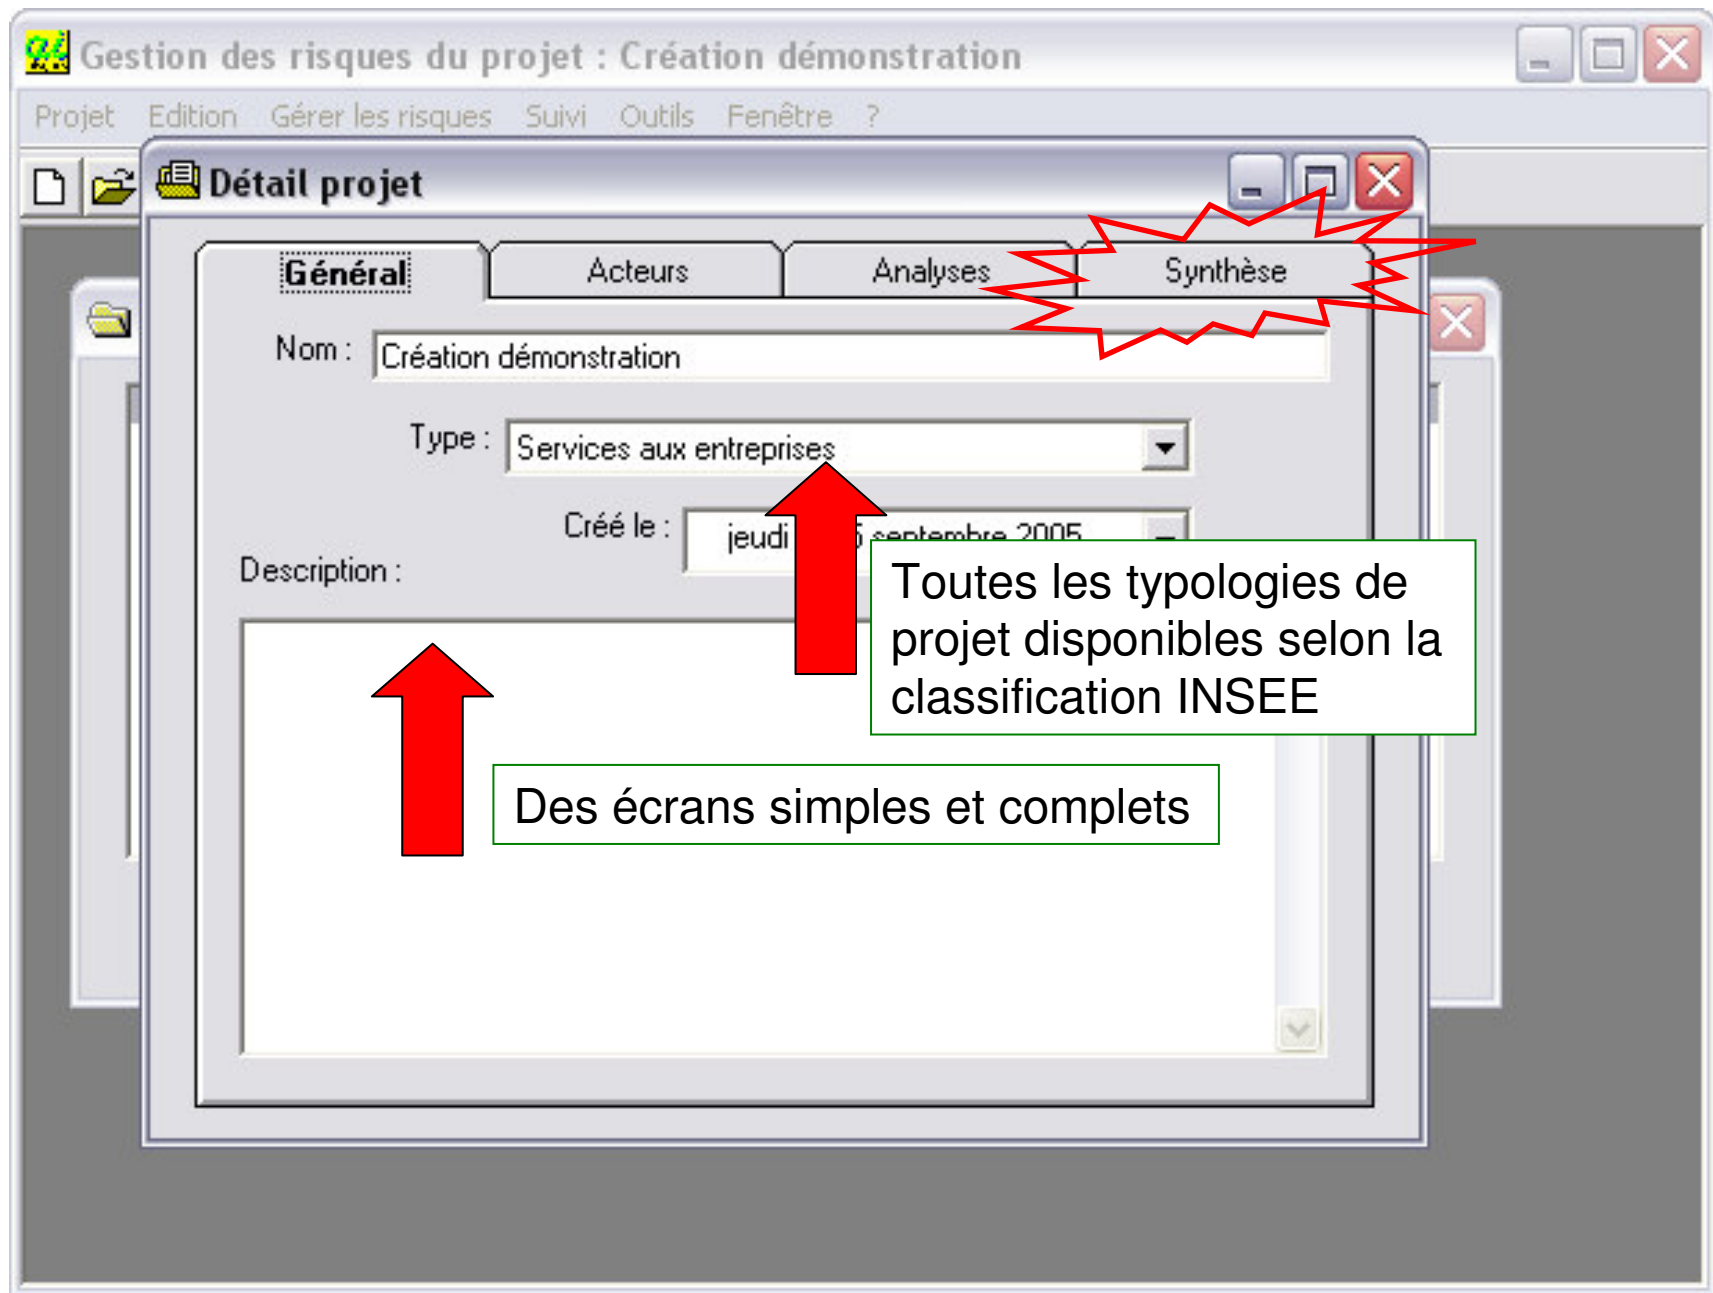 Gestion des risques du projet : Création démonstration
Projet Edition Gérer les risques Suivi Outils Fenêtre ?
Détail projet
Général Acteurs Analyses Synthèse
Nom : Création démonstration
Type : Services aux entreprises
Créé le : jeudi septembre 2005
Description :
Toutes les typologies de
projet disponibles selon la
classification INSEE
Des écrans simples et complets